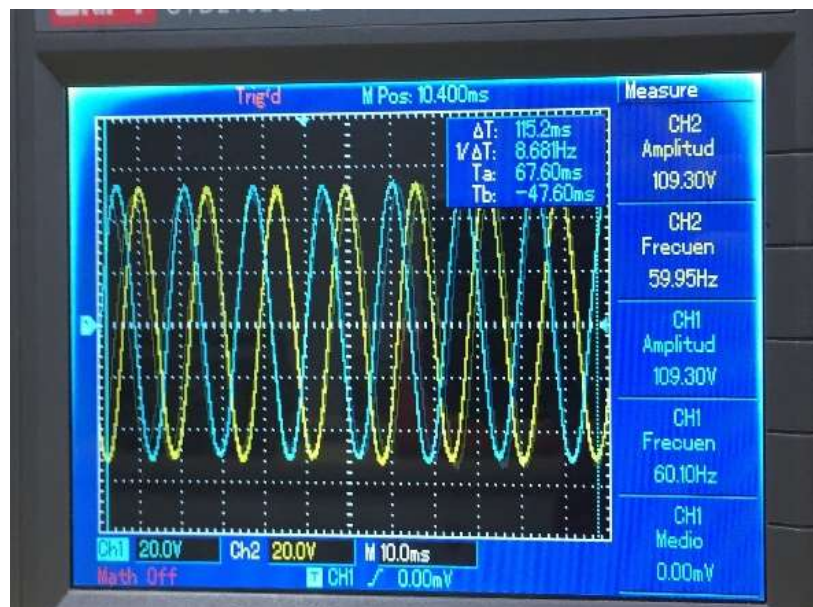 Trig'd
M Pos: 10.400ms
ΔT: 115.2ms
1/ΔT: 8.681Hz
Ta: 67.60ms
Tb: -47.60ms
Measure
CH2
Amplitud
109.30V
CH2
Frecuen
59.95Hz
CH1
Amplitud
109.30V
CH1
Frecuen
60.10Hz
CH1
Medio
0.00mV
Ch1 20.0V
Ch2 20.0V
M 10.0ms
Math Off
T CH1 0.00mV